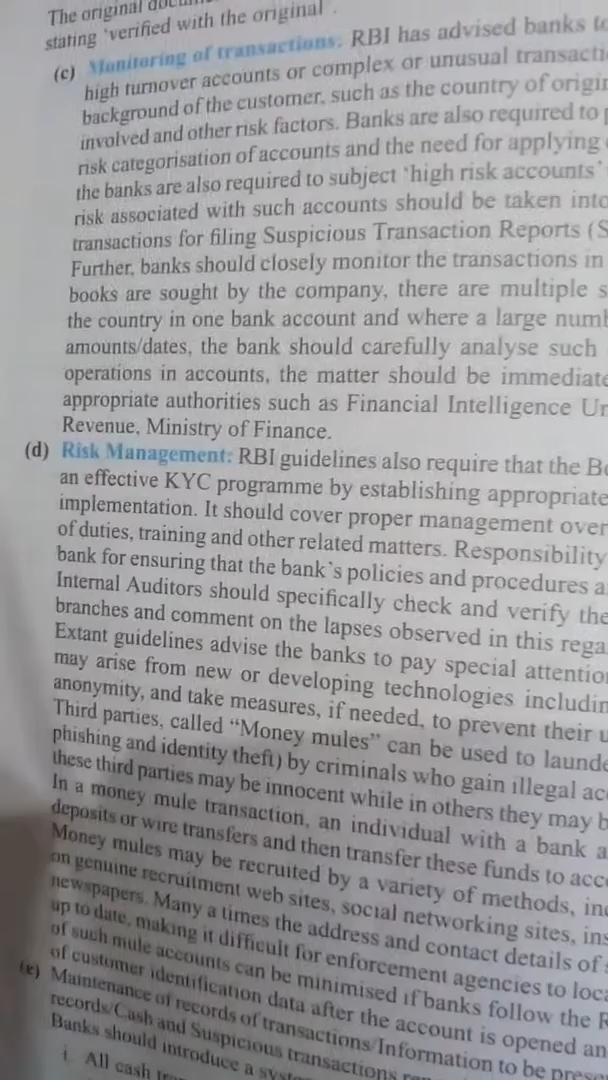 The original
stating 'verified with the original'.
(c) Monitoring of transactions: RBI has advised banks to
high turnover accounts or complex or unusual
background of the customer, such as the country of origin
involved and other risk factors. Banks are also required to
risk categorisation of accounts and the need for applying
the banks are also required to subject 'high risk accounts'
risk associated with such accounts should be taken into
transactions for filing Suspicious Transaction Reports (S
Further, banks should closely monitor the transactions in
books are sought by the company, there are multiple s
the country in one bank account and where a large numb
amounts/dates, the bank should carefully analyse such
operations in accounts, the matter should be immediate
appropriate authorities such as Financial Intelligence Un
Revenue, Ministry of Finance.
(d) Risk Management: RBI guidelines also require that the Bo
an effective KYC programme by establishing appropriate
implementation. It should cover proper management over
of duties, training and other related matters. Responsibility
bank for ensuring that the bank's policies and procedures a
Internal Auditors should specifically check and verify the
branches and comment on the lapses observed in this rega
Extant guidelines advise the banks to pay special attention
may arise from new or developing technologies includin
anonymity, and take measures, if needed, to prevent their u
Third parties, called "Money mules" can be used to launde
phishing and identity theft) by criminals who gain illegal acc
these third parties may be innocent while in others they may b
In a money mule transaction, an individual with a bank a
deposits or wire transfers and then transfer these funds to acco
Money mules may be recruited by a variety of methods, inc
on genuine recruitment web sites, social networking sites, ins
newspapers. Many a times the address and contact details of s
up to date, making it difficult for enforcement agencies to loca
of such mule accounts can be minimised if banks follow the R
of customer identification data after the account is opened an
(e) Maintenance of records of transactions/Information to be prese
records/Cash and Suspicious transactions
Banks should introduce a syste
i. All cash